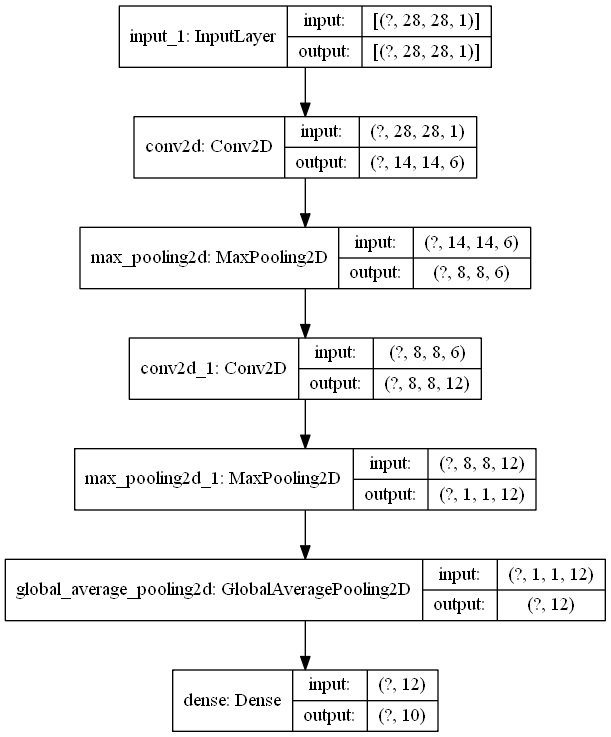 input_1: InputLayer
input: [(?, 28, 28, 1)]
output: [(?, 28, 28, 1)]
conv2d: Conv2D
input: (?, 28, 28, 1)
output: (?, 14, 14, 6)
max_pooling2d: MaxPooling2D
input: (?, 14, 14, 6)
output: (?, 8, 8, 6)
conv2d_1: Conv2D
input: (?, 8, 8, 6)
output: (?, 8, 8, 12)
max_pooling2d_1: MaxPooling2D
input: (?, 8, 8, 12)
output: (?, 1, 1, 12)
global_average_pooling2d: GlobalAveragePooling2D
input: (?, 1, 1, 12)
output: (?, 12)
dense: Dense
input: (?, 12)
output: (?, 10)